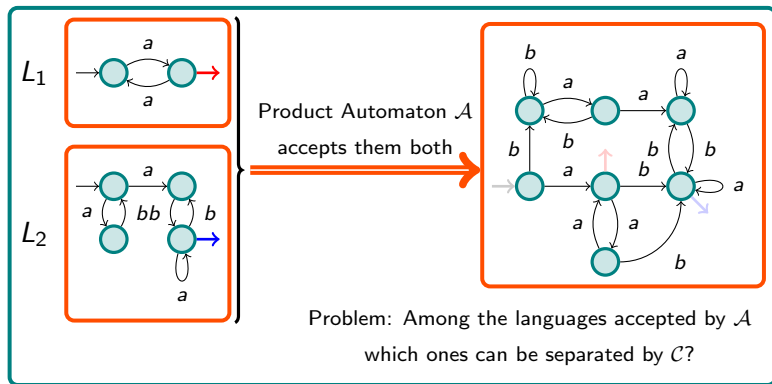 L1
a
a
L2
a
a
bb
b
a
Product Automaton A
accepts them both
b
a
a
a
b
b
b
b
a
b
a
a
a
b
Problem: Among the languages accepted by A
which ones can be separated by C?